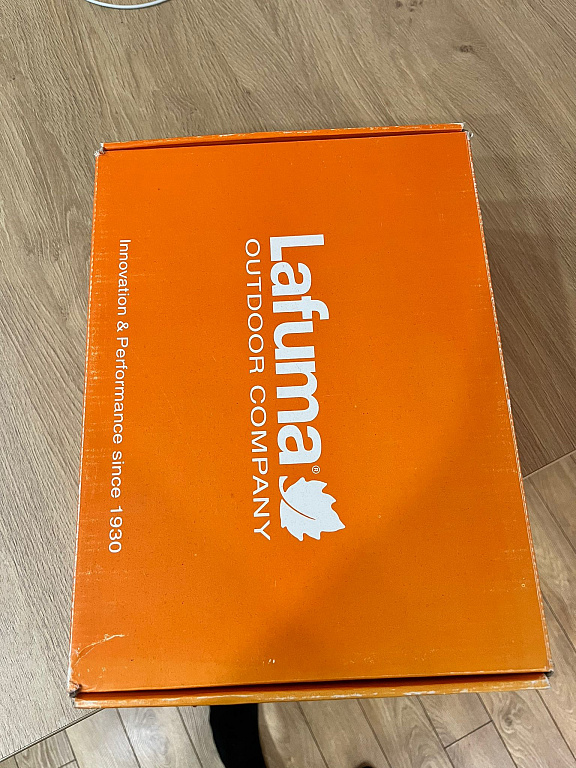 Lafuma®
OUTDOOR COMPANY
Innovation & Performance since 1930